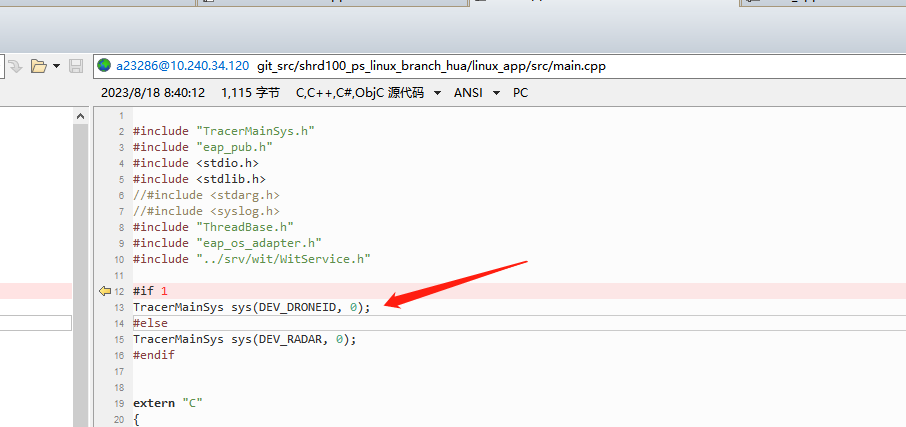 a23286@10.240.34.120 git_src/shrd100_ps_linux_branch_hua/linux_app/src/main.cpp
2023/8/18 8:40:12 1,115 字节 C,C++,C#,ObjC 源代码 ANSI PC
1
2 #include "TracerMainSys.h"
3 #include "eap_pub.h"
4 #include <stdio.h>
5 #include <stdlib.h>
6 //#include <stdarg.h>
7 //#include <syslog.h>
8 #include "ThreadBase.h"
9 #include "eap_os_adapter.h"
10 #include "../srv/wit/WitService.h"
11
12 #if 1
13 TracerMainSys sys(DEV_DRONEID, 0);
14 #else
15 TracerMainSys sys(DEV_RADAR, 0);
16 #endif
17
18
19 extern "C"
20 {